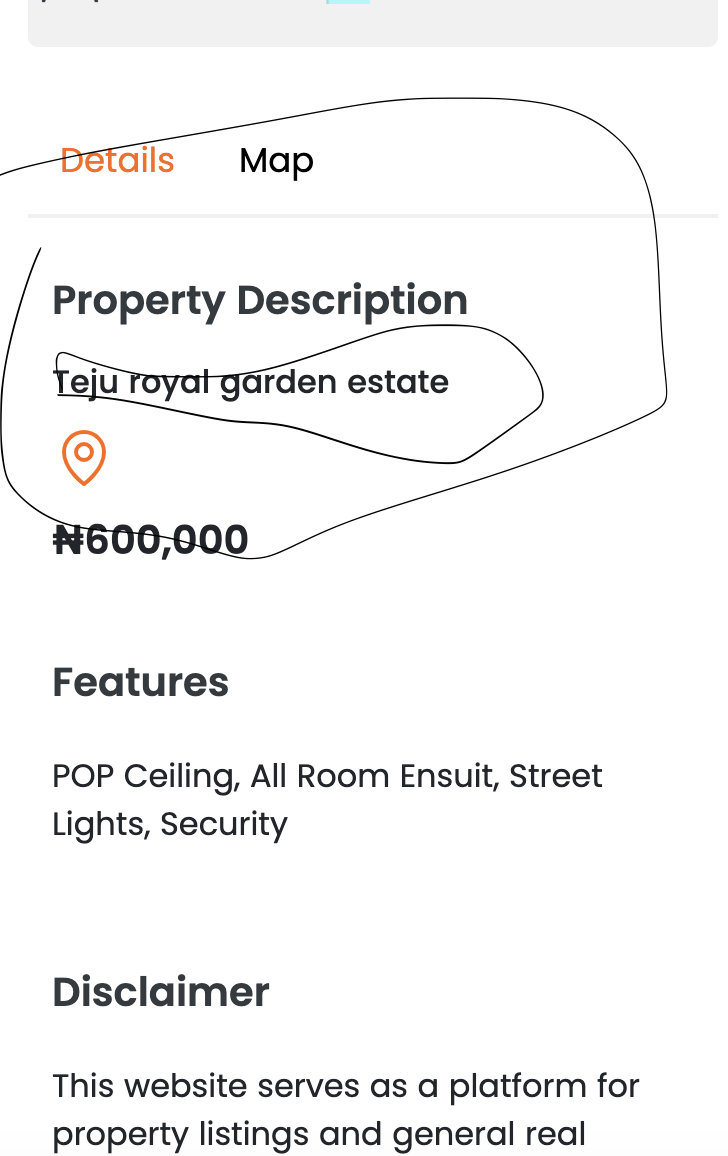 Details Map
Property Description
Teju royal garden estate
₦600,000
Features
POP Ceiling, All Room Ensuit, Street
Lights, Security
Disclaimer
This website serves as a platform for
property listings and general real